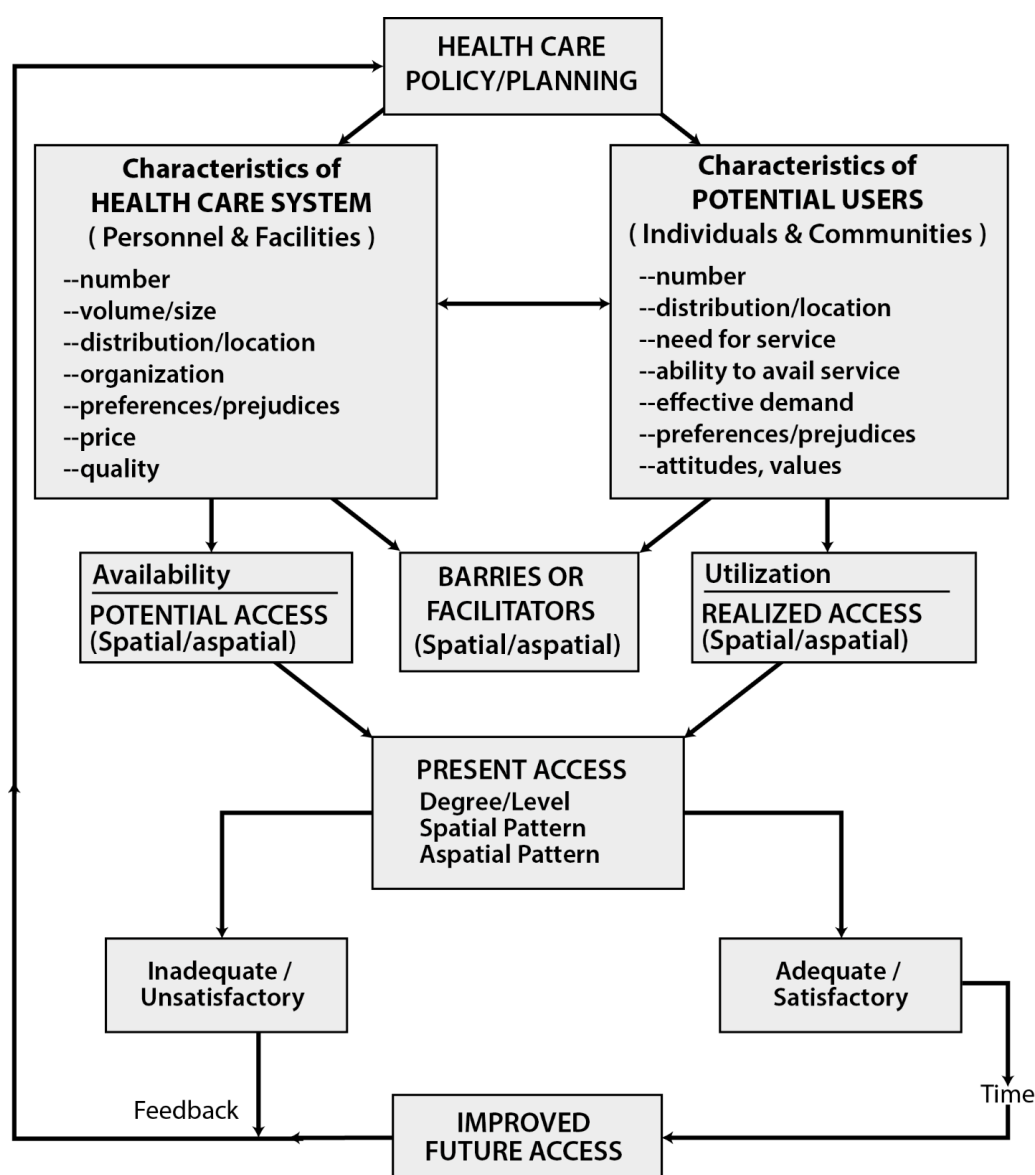 HEALTH CARE
POLICY/PLANNING
Characteristics of
HEALTH CARE SYSTEM
( Personnel & Facilities )
--number
--volume/size
--distribution/location
--organization
--preferences/prejudices
--price
--quality
Characteristics of
POTENTIAL USERS
( Individuals & Communities )
--number
--distribution/location
--need for service
--ability to avail service
--effective demand
--preferences/prejudices
--attitudes, values
Availability
POTENTIAL ACCESS
(Spatial/aspatial)
BARRIES OR
FACILITATORS
(Spatial/aspatial)
Utilization
REALIZED ACCESS
(Spatial/aspatial)
PRESENT ACCESS
Degree/Level
Spatial Pattern
Aspatial Pattern
Inadequate /
Unsatisfactory
Adequate /
Satisfactory
Feedback
Time
IMPROVED
FUTURE ACCESS